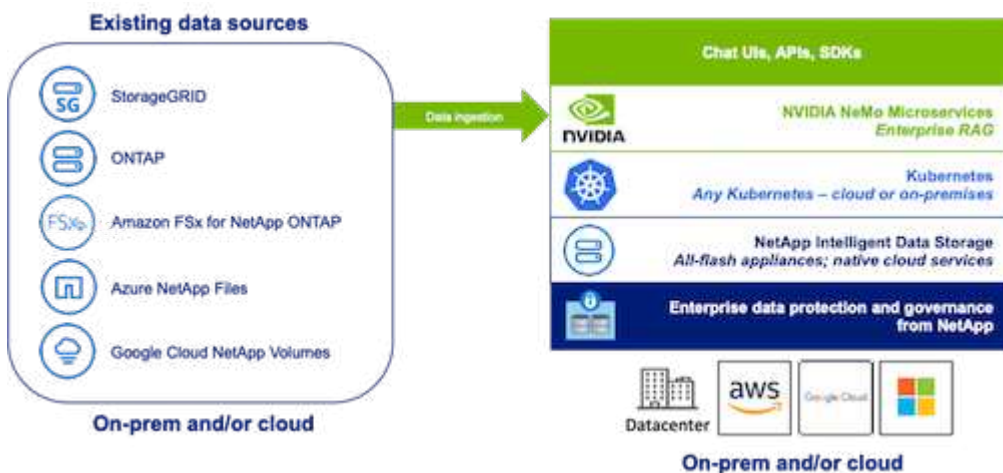 Existing data sources
SG
StorageGRID
ONTAP
FSxn
Amazon FSx for NetApp ONTAP
Azure NetApp Files
Google Cloud NetApp Volumes
On-prem and/or cloud
Data ingestion
Chat UIs, APIs, SDKs
NVIDIA
NVIDIA NeMo Microservices
Enterprise RAG
Kubernetes
Any Kubernetes – cloud or on-premises
NetApp Intelligent Data Storage
All-flash appliances; native cloud services
Enterprise data protection and governance
from NetApp
Datacenter
aws
Google Cloud
On-prem and/or cloud